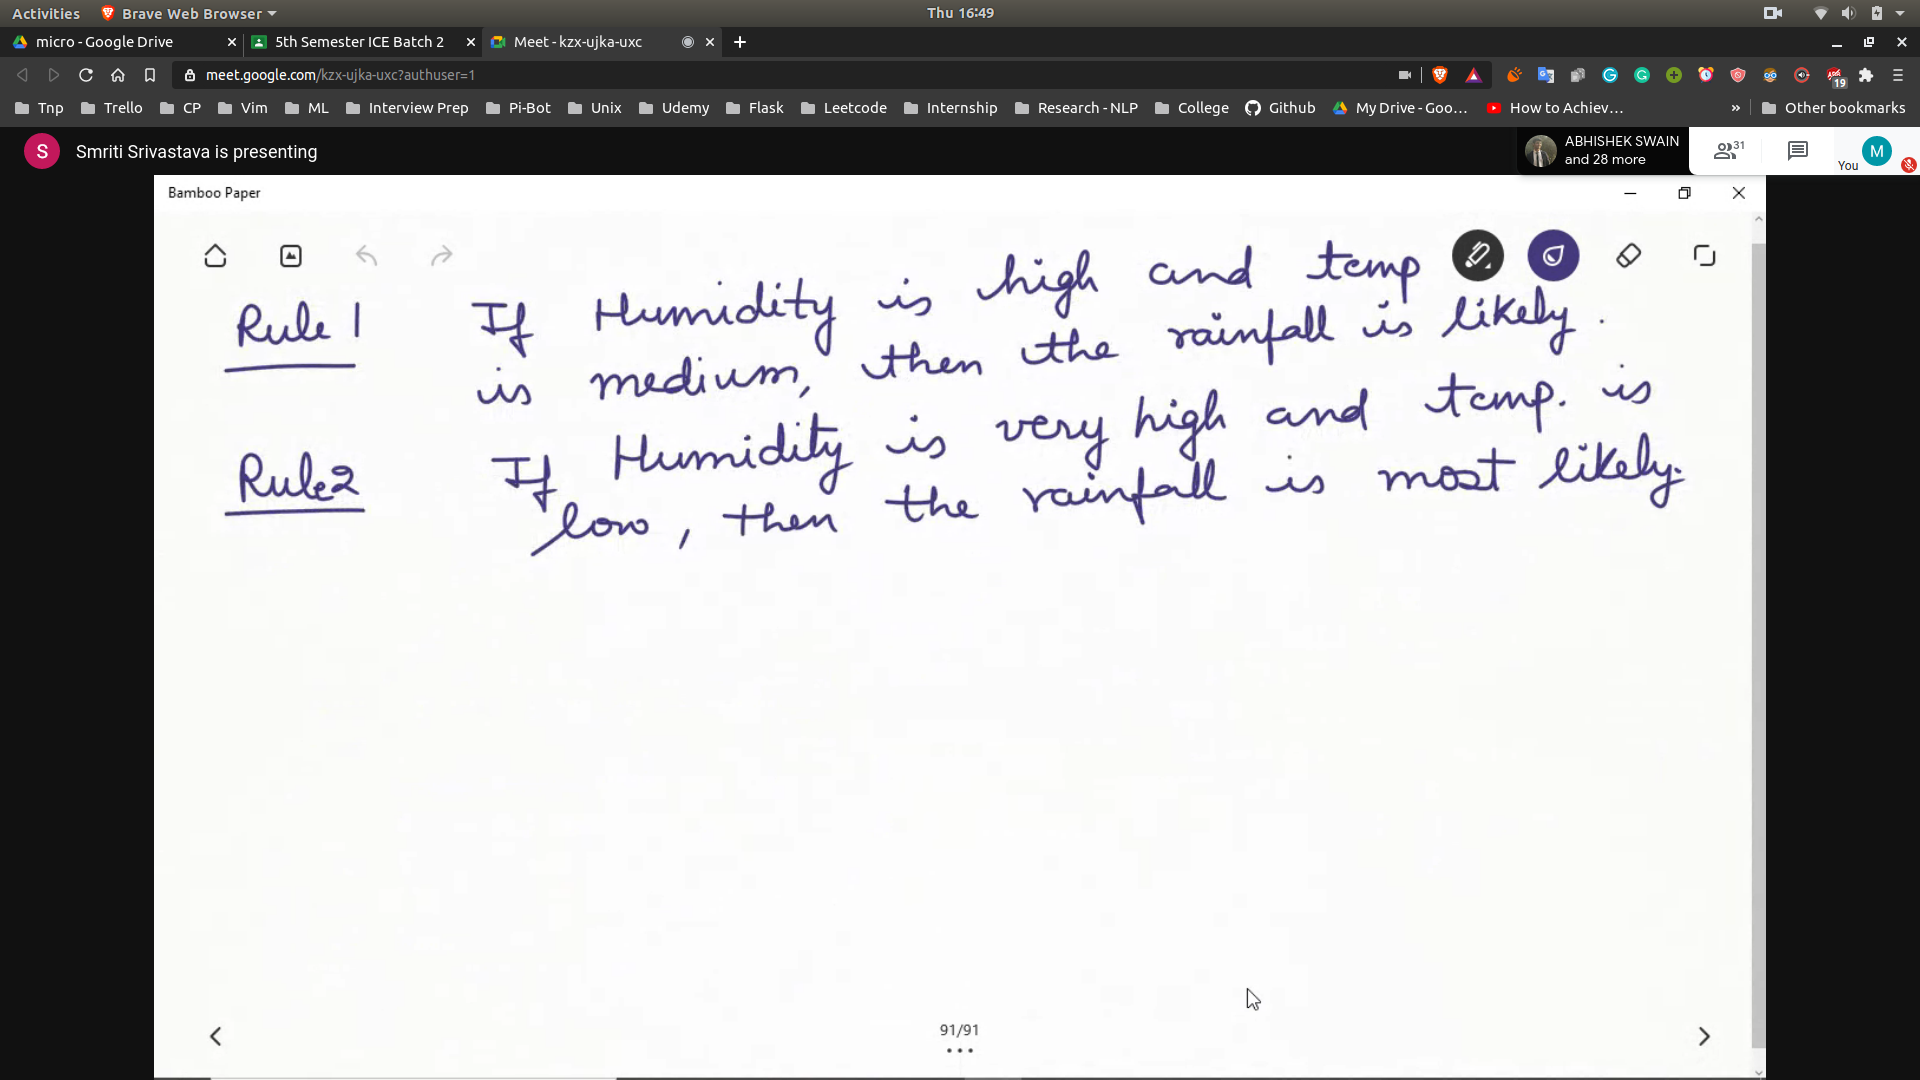 Activities Brave Web Browser Thu 16:49
micro - Google Drive 5th Semester ICE Batch 2 Meet - kzx-ujka-uxc
meet.google.com/kzx-ujka-uxc?authuser=1 19
Tnp Trello CP Vim ML Interview Prep Pi-Bot Unix Udemy Flask Leetcode Internship Research - NLP College Github My Drive - Goo... How to Achiev... » Other bookmarks
S Smriti Srivastava is presenting ABHISHEK SWAIN
and 28 more 31 You M
Bamboo Paper
Rule 1 If Humidity is high and temp
is medium, then the rainfall is likely.
Rule2 If Humidity is very high and temp. is
low, then the rainfall is most likely.
91/91